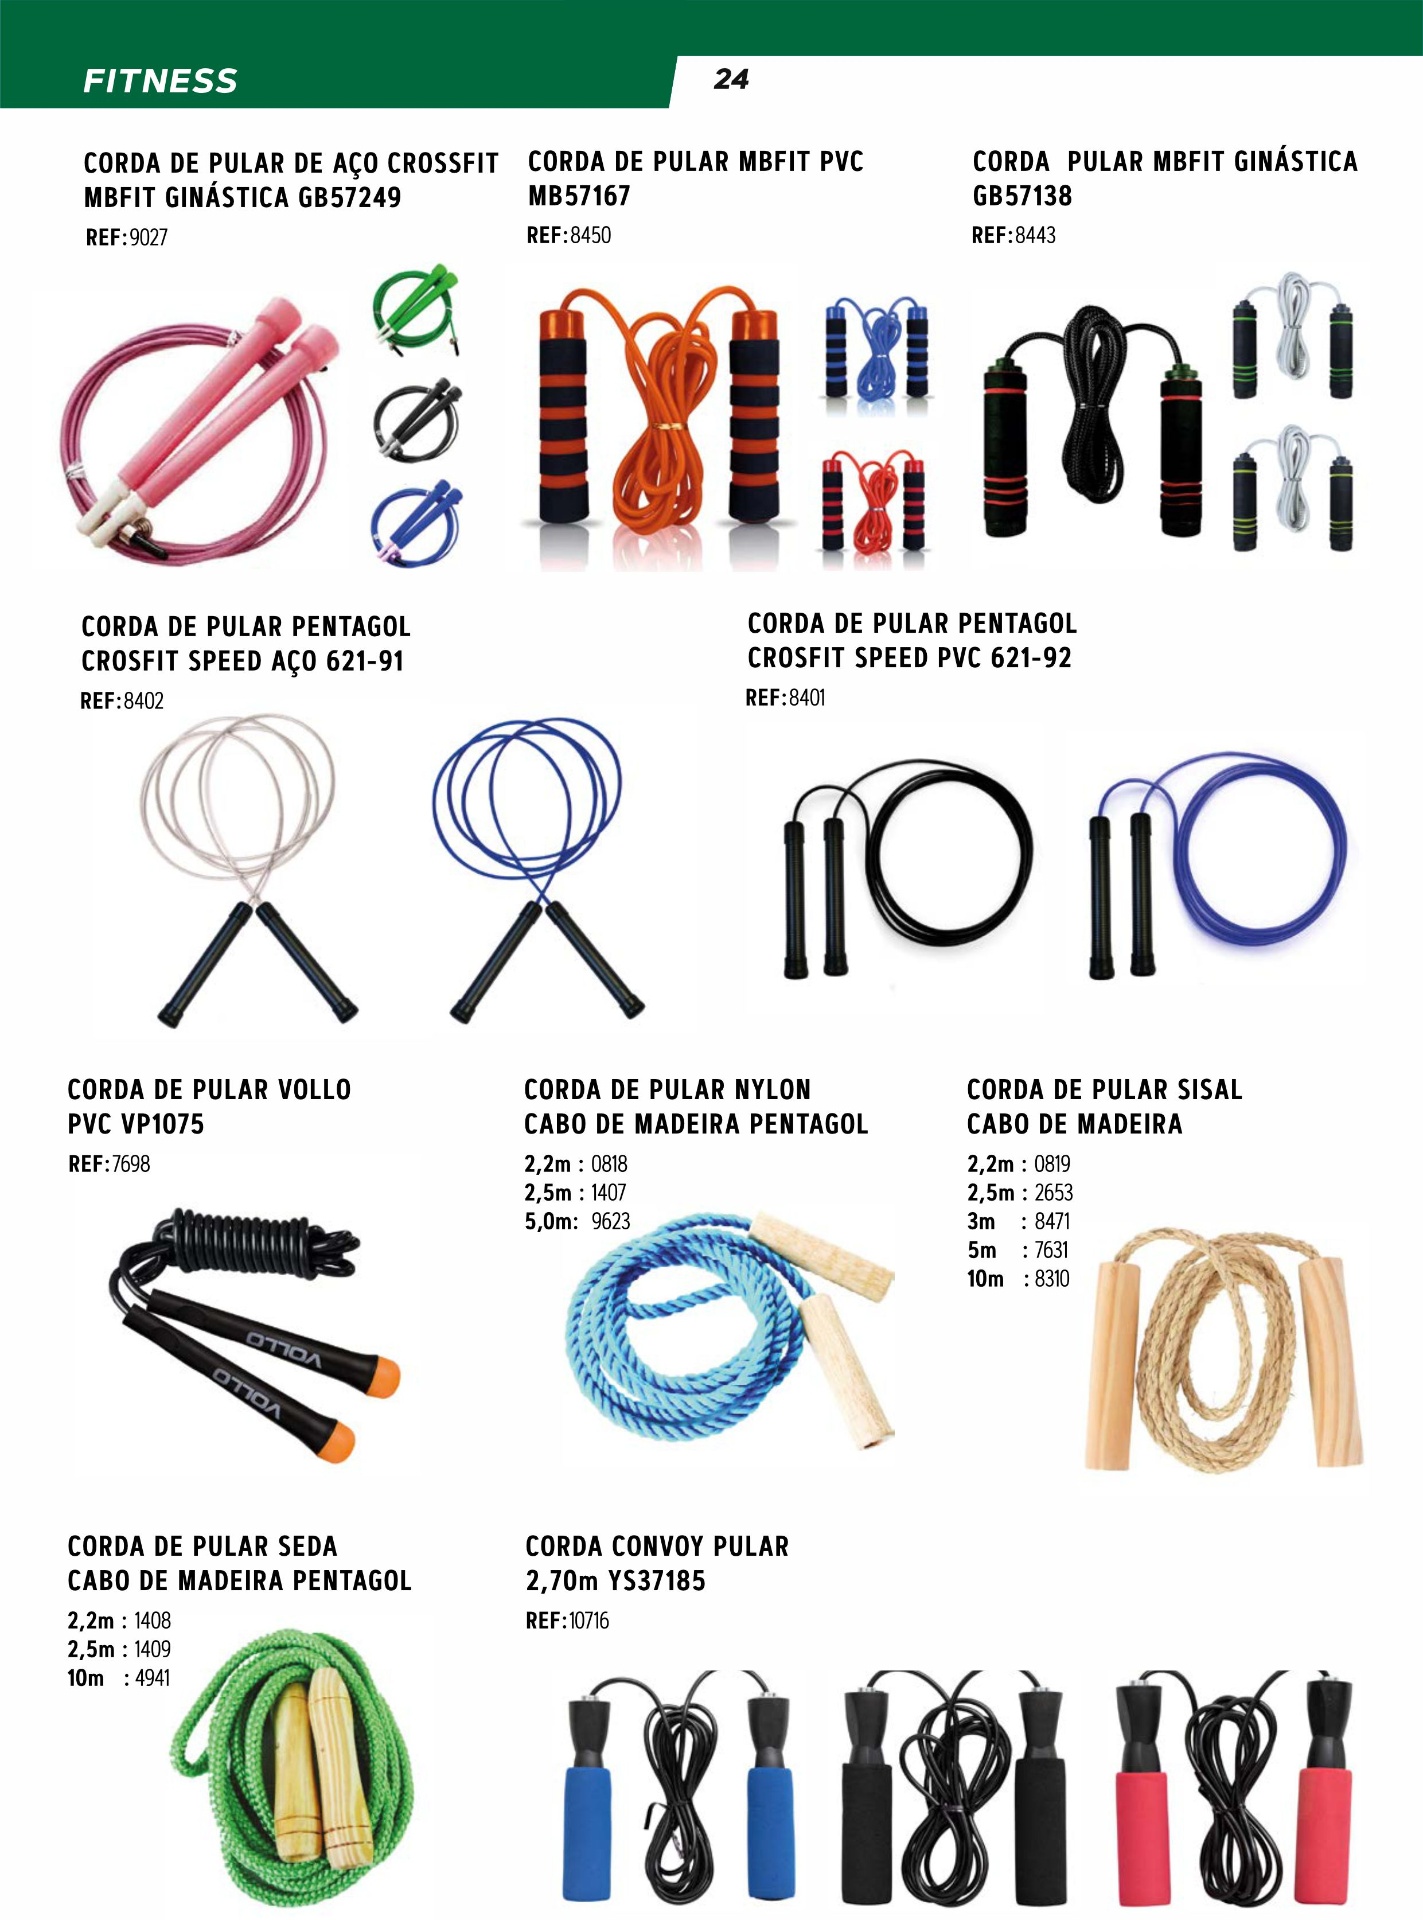 FITNESS
24
CORDA DE PULAR DE AÇO CROSSFIT
MBFIT GINÁSTICA GB57249
REF:9027
CORDA DE PULAR MBFIT PVC
MB57167
REF:8450
CORDA PULAR MBFIT GINÁSTICA
GB57138
REF:8443
CORDA DE PULAR PENTAGOL
CROSFIT SPEED AÇO 621-91
REF:8402
CORDA DE PULAR PENTAGOL
CROSFIT SPEED PVC 621-92
REF:8401
CORDA DE PULAR VOLLO
PVC VP1075
REF:7698
VOLLO
VOLLO
CORDA DE PULAR NYLON
CABO DE MADEIRA PENTAGOL
2,2m : 0818
2,5m : 1407
5,0m: 9623
CORDA DE PULAR SISAL
CABO DE MADEIRA
2,2m : 0819
2,5m : 2653
3m : 8471
5m : 7631
10m : 8310
CORDA DE PULAR SEDA
CABO DE MADEIRA PENTAGOL
2,2m : 1408
2,5m : 1409
10m : 4941
CORDA CONVOY PULAR
2,70m YS37185
REF:10716